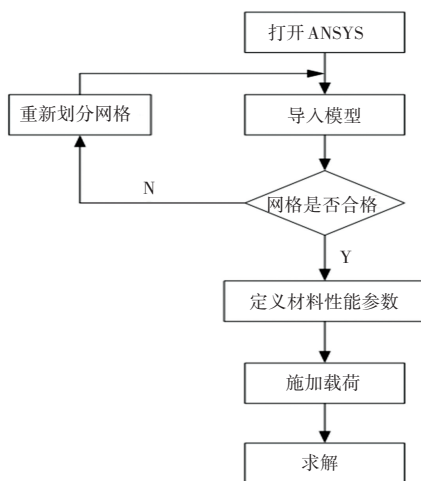 打开ANSYS
重新划分网格
导入模型
N
网格是否合格
Y
定义材料性能参数
施加载荷
求解